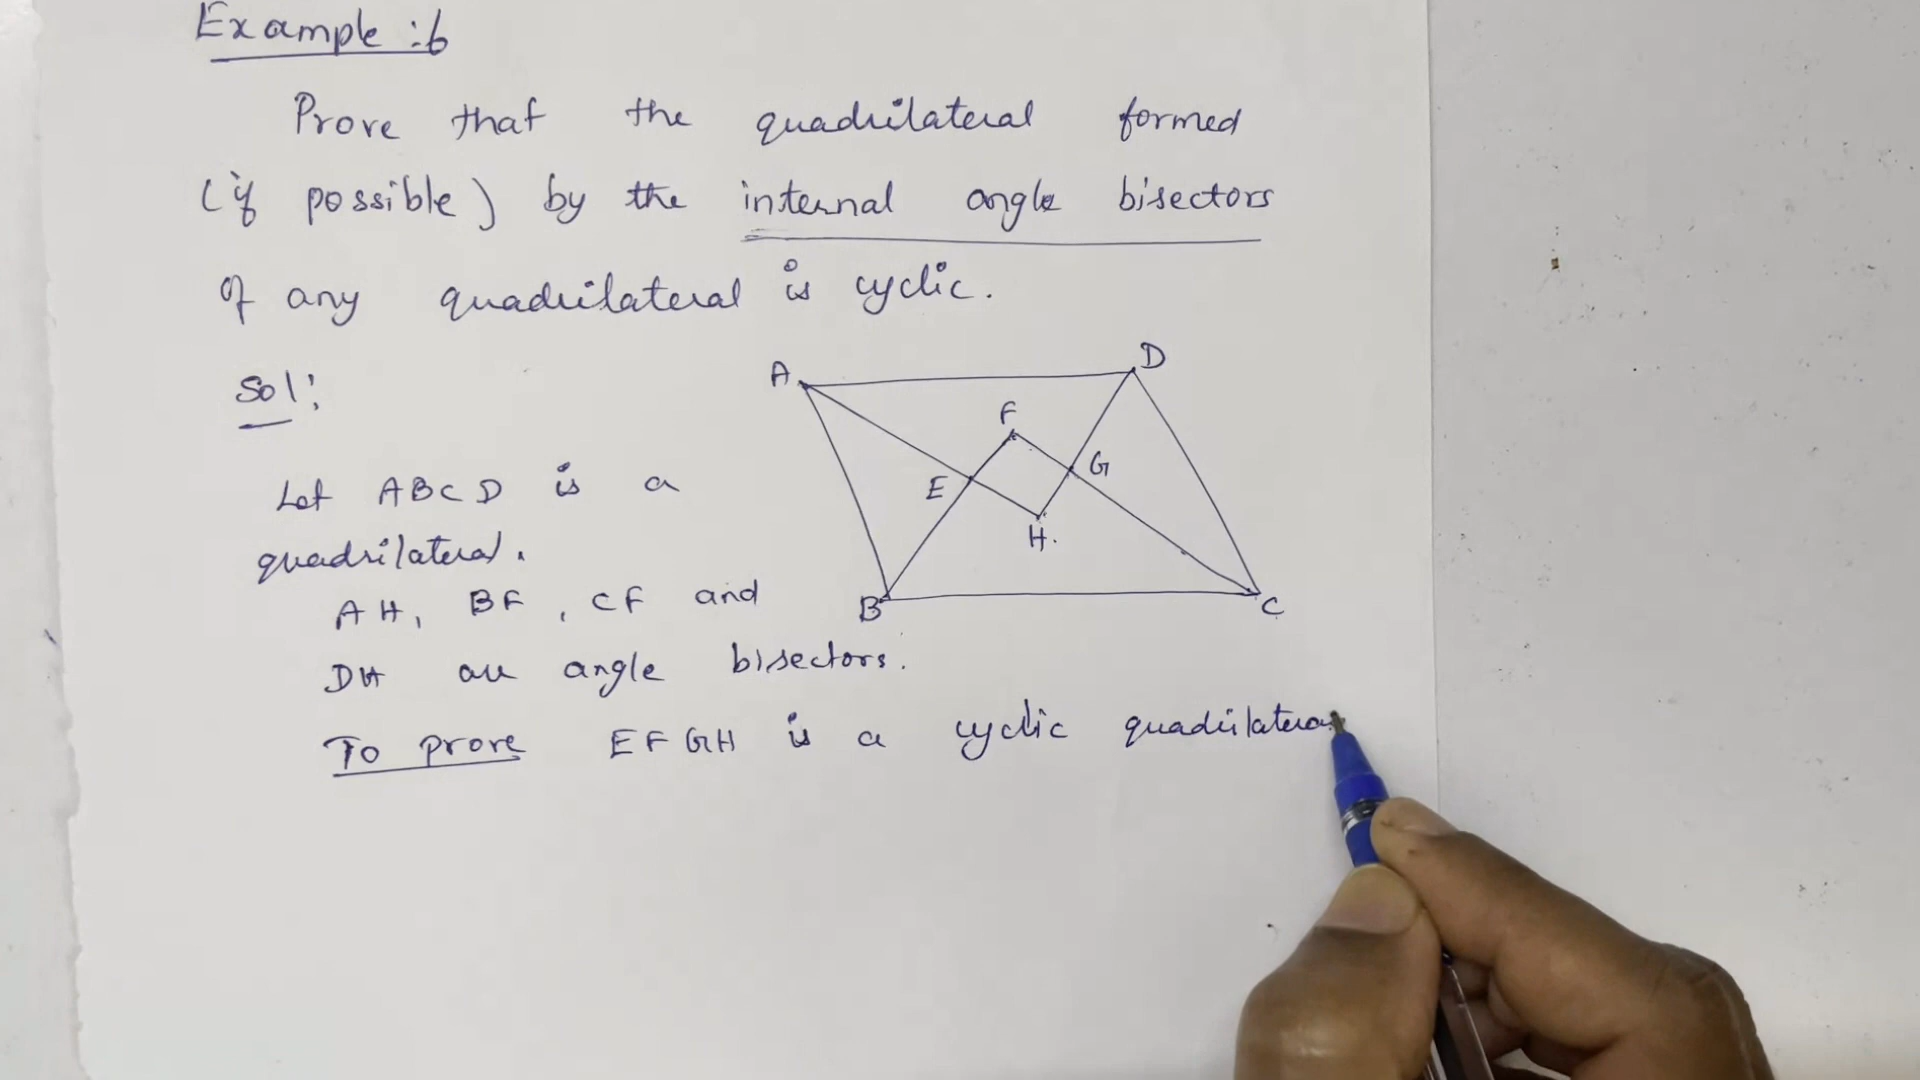 Example :6
Prove that the quadrilateral formed
(if possible) by the internal angle bisectors
of any quadrilateral is cyclic.
Sol:
A
D
F
G
E
H.
B
C
Let ABCD is a
quadrilateral.
AH, BF, CF and
DH are angle bisectors.
To prove EFGH is a cyclic quadrilateral